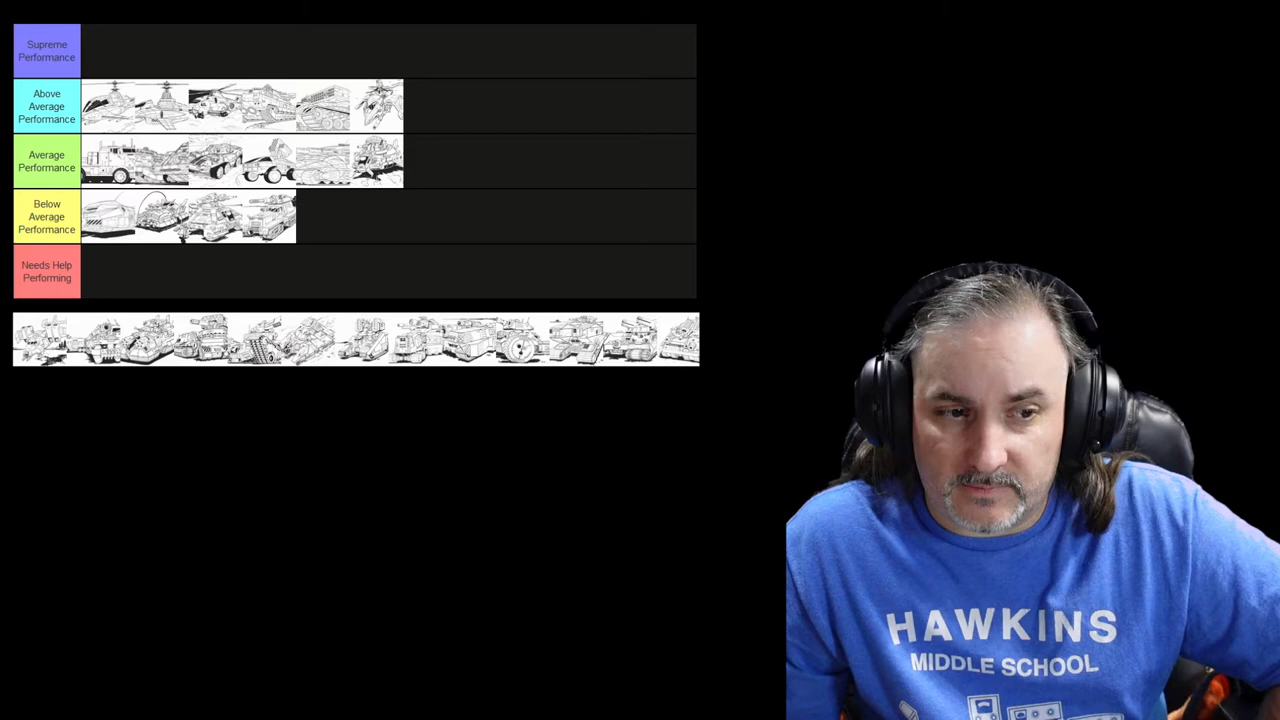 Supreme
Performance
Above
Average
Performance
Average
Performance
Below
Average
Performance
Needs Help
Performing
HAWKINS
MIDDLE SCHOOL